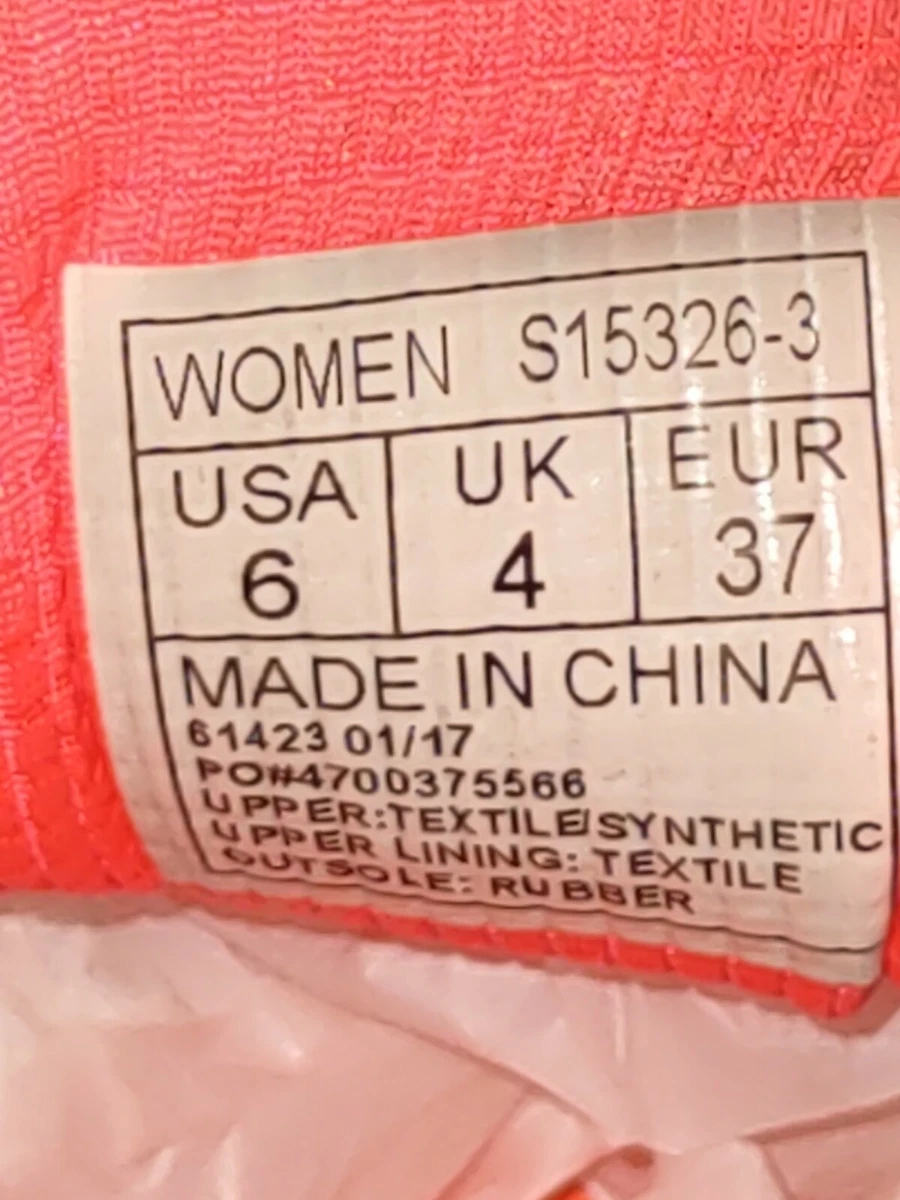 WOMEN S15326-3
USA UK EUR
6 4 37
MADE IN CHINA
61423 01/17
PO#4700375566
UPPER:TEXTILE/SYNTHETIC
UPPER LINING: TEXTILE
OUTSOLE: RUBBER